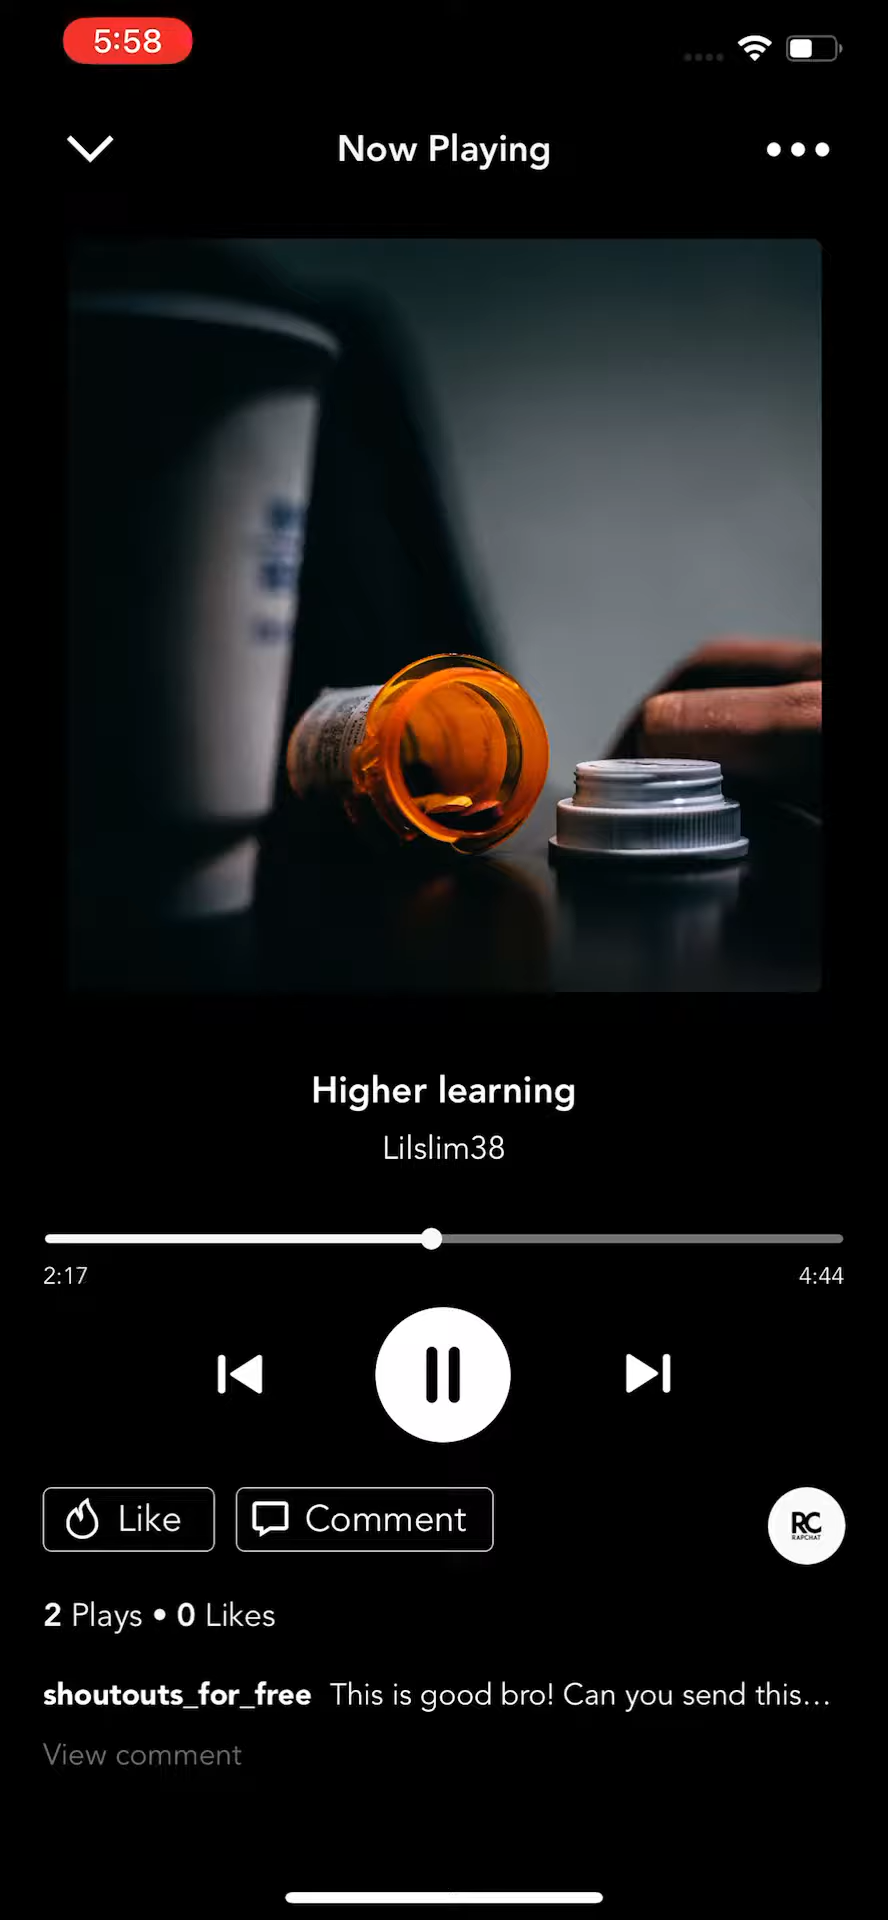 5:58
Now Playing
Higher learning
Lilslim38
2:17
4:44
Like
Comment
RC
RAPCHAT
2 Plays • 0 Likes
shoutouts_for_free This is good bro! Can you send this...
View comment